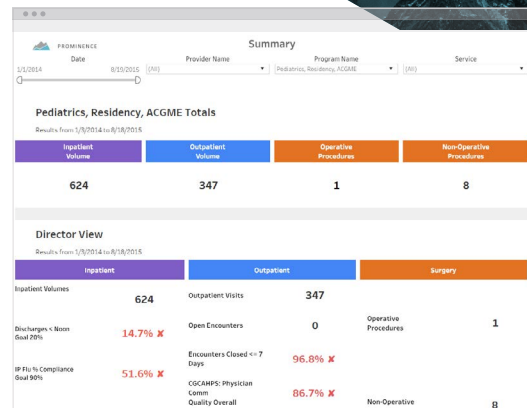 PROMINENCE
Summary
Date
Provider Name
Program Name
Service
1/1/2014
8/19/2015
(All)
Pediatrics, Residency, ACGME
(All)
Pediatrics, Residency, ACGME Totals
Results from 1/3/2014 to 8/18/2015
Inpatient
Volume
Outpatient
Volume
Operative
Procedures
Non-Operative
Procedures
624
347
1
8
Director View
Results from 1/3/2014 to 8/18/2015
Inpatient
Outpatient
Surgery
Inpatient Volumes
624
Outpatient Visits
347
Operative
Procedures
1
Discharges < Noon
Goal 20%
14.7% ✘
Open Encounters
0
Encounters Closed <= 7
Days
96.8% ✘
IP Flu % Compliance
Goal 90%
51.6% ✘
CGCAHPS: Physician
Comm
Quality Overall
86.7% ✘
Non-Operative
8